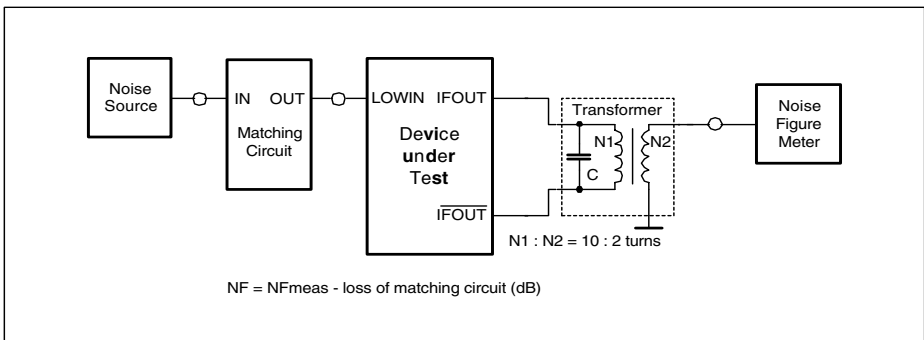 Noise
Source
IN OUT
Matching
Circuit
LOWIN IFOUT
Device
under
Test
IFOUT
Transformer
N1 N2
C
N1 : N2 = 10 : 2 turns
Noise
Figure
Meter
NF = NFmeas - loss of matching circuit (dB)